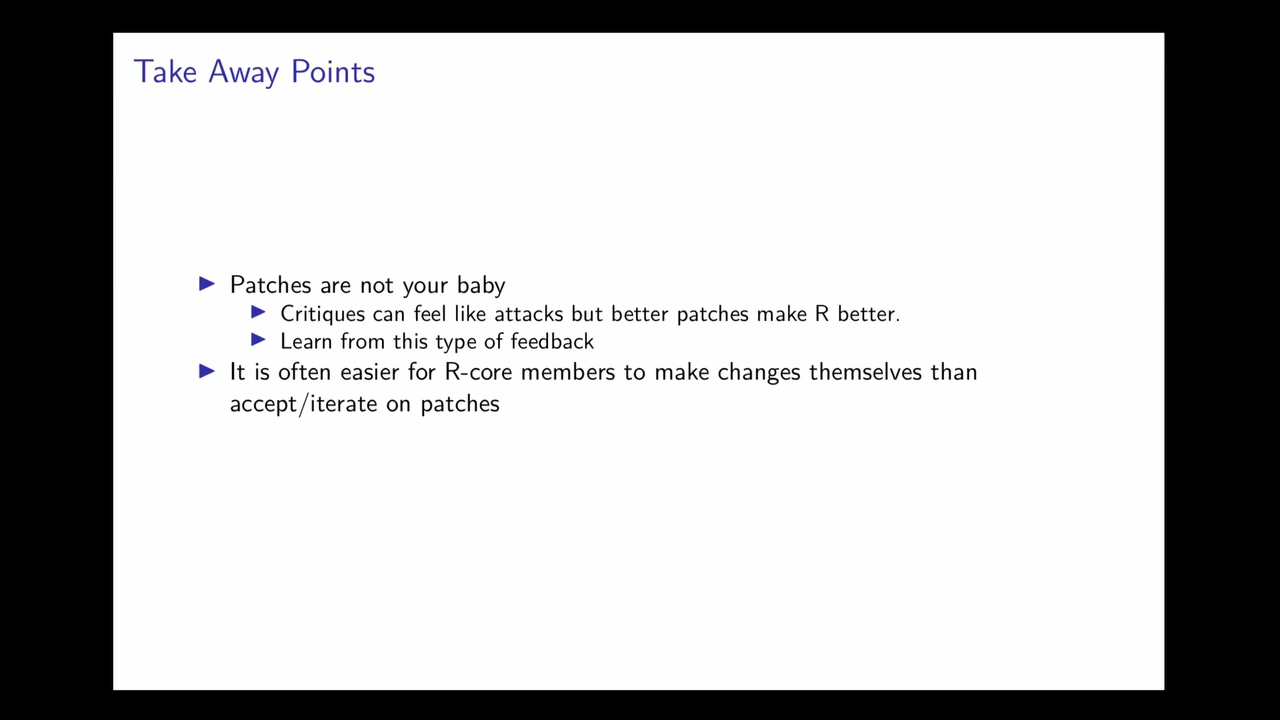 Take Away Points
Patches are not your baby
Critiques can feel like attacks but better patches make R better.
Learn from this type of feedback
It is often easier for R-core members to make changes themselves than
accept/iterate on patches